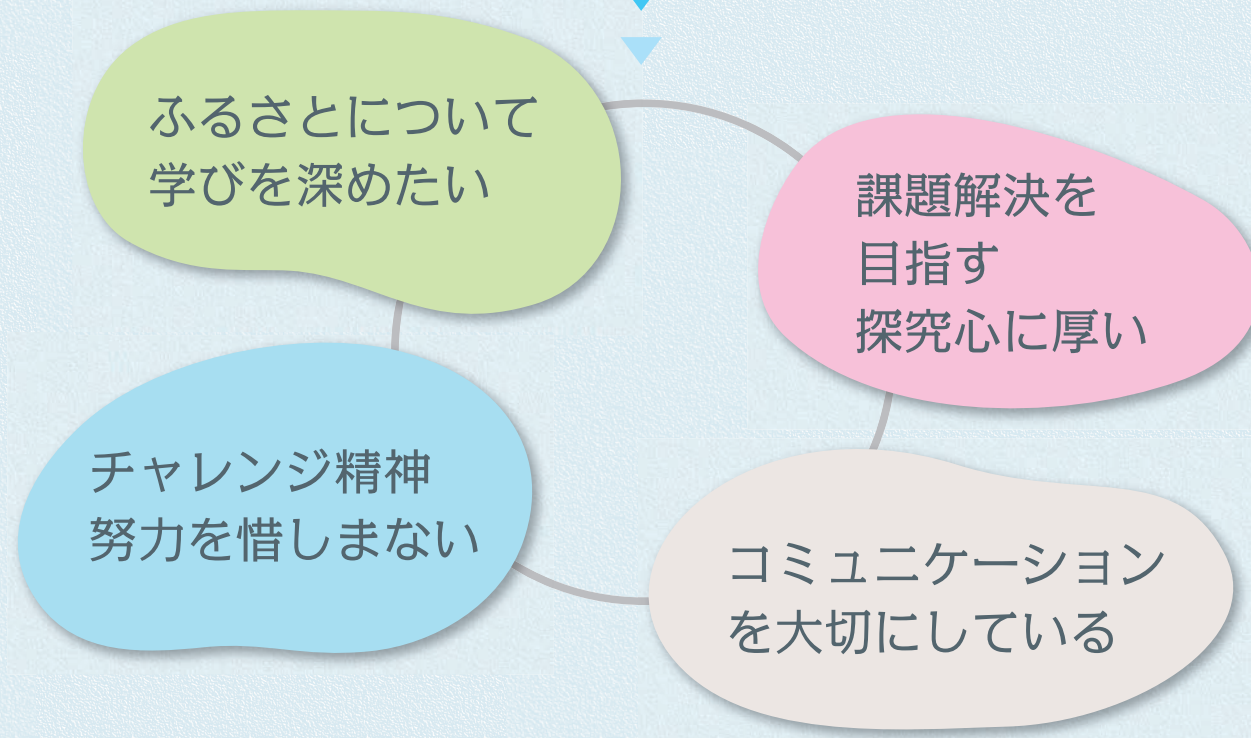 ふるさとについて
学びを深めたい
課題解決を
目指す
探究心に厚い
チャレンジ精神
努力を惜しまない
コミュニケーション
を大切にしている